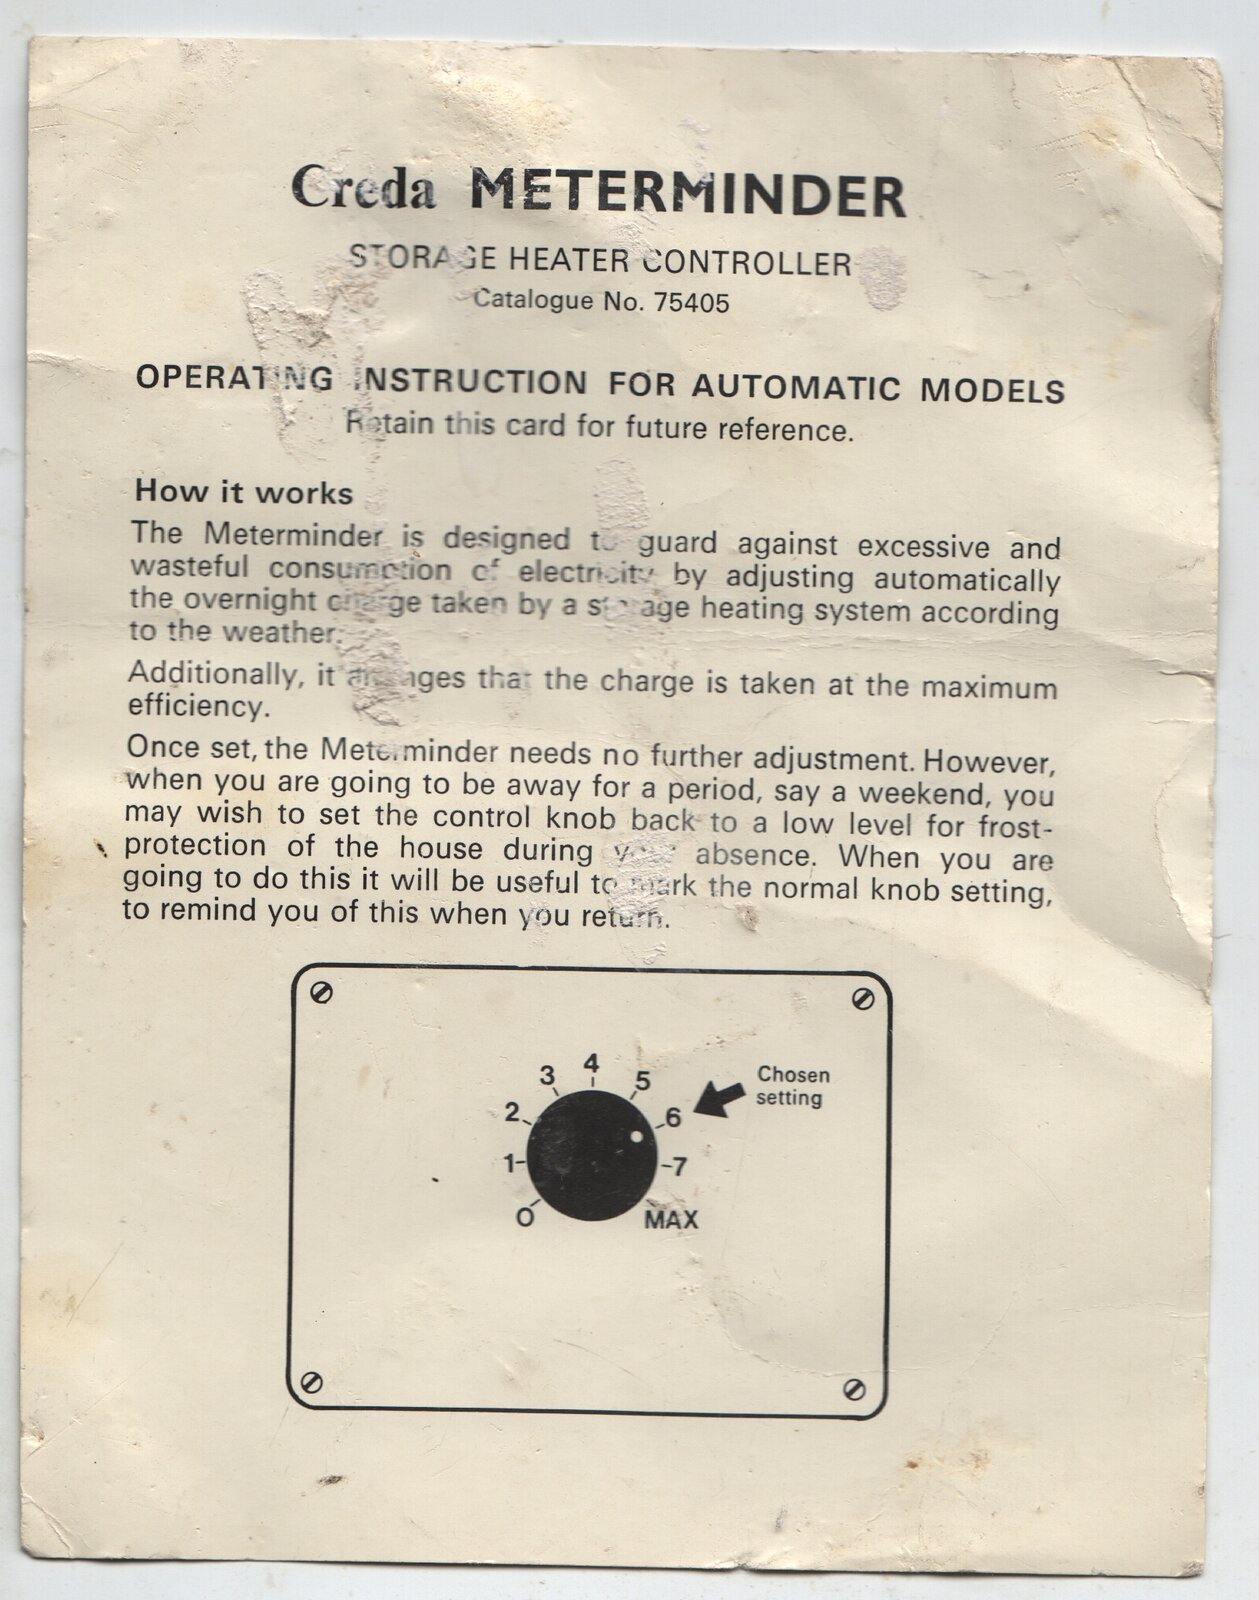 Creda METERMINDER
STORAGE HEATER CONTROLLER
Catalogue No. 75405
OPERATING INSTRUCTION FOR AUTOMATIC MODELS
Retain this card for future reference.
How it works
The Meterminder is designed to guard against excessive and
wasteful consumption of electricity by adjusting automatically
the overnight charge taken by a storage heating system according
to the weather.
Additionally, it arranges that the charge is taken at the maximum
efficiency.
Once set, the Meterminder needs no further adjustment. However,
when you are going to be away for a period, say a weekend, you
may wish to set the control knob back to a low level for frost-
protection of the house during your absence. When you are
going to do this it will be useful to mark the normal knob setting,
to remind you of this when you return.
0
1
2
3
4
5
6
7
MAX
Chosen
setting